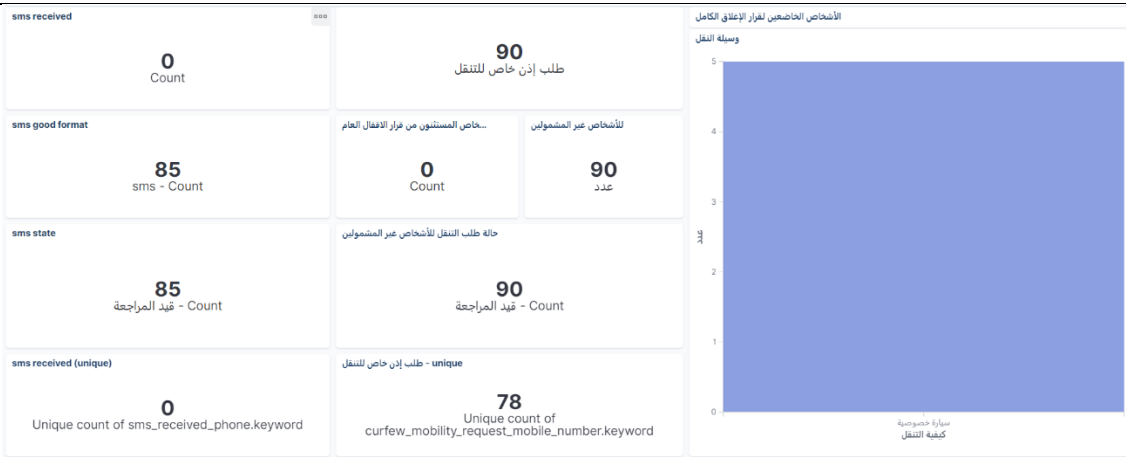 sms received
0
Count
90
طلب إذن خاص للتنقل
الأشخاص الخاضعين لقرار الإغلاق الكامل
وسيلة النقل
5
4
3
2
1
0
عدد
سيارة خصوصية
كيفية التنقل
sms good format
85
sms - Count
...خاص المستثنون من قرار الاقفال العام
0
Count
للأشخاص غير المشمولين
90
عدد
sms state
85
قيد المراجعة - Count
حالة طلب التنقل للأشخاص غير المشمولين
90
قيد المراجعة - Count
sms received (unique)
0
Unique count of sms_received_phone.keyword
طلب إذن خاص للتنقل - unique
78
Unique count of
curfew_mobility_request_mobile_number.keyword